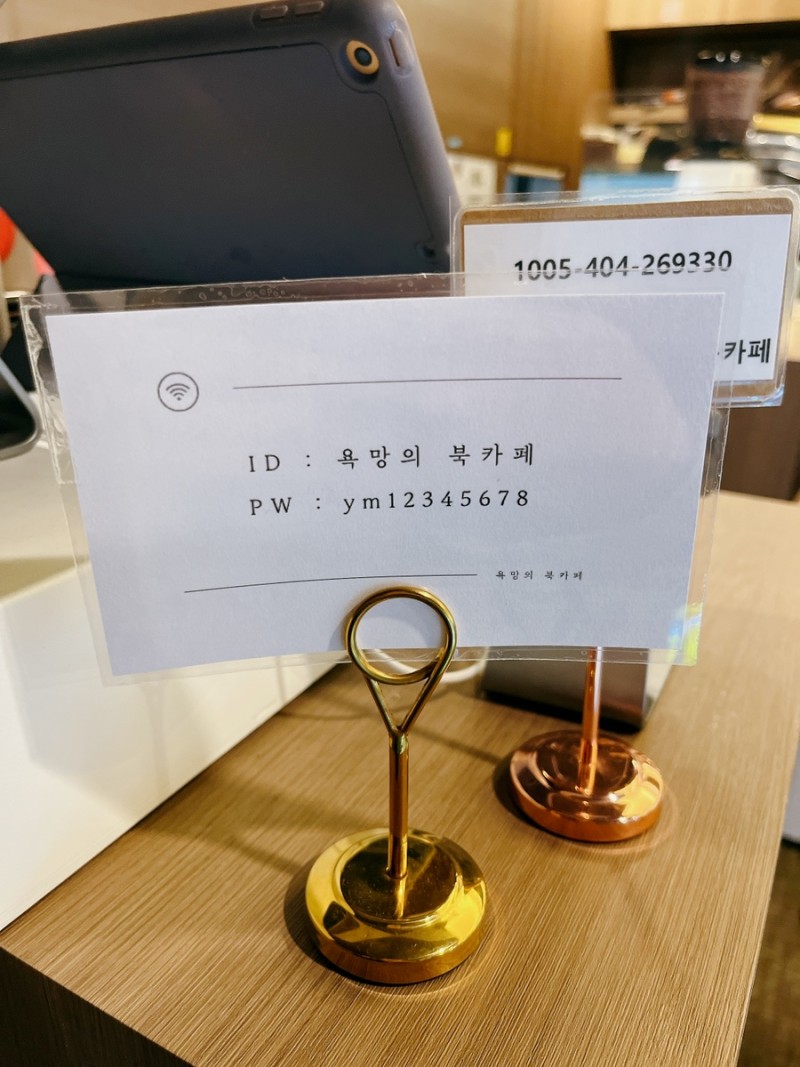 1005-404-269330
카페
ID : 욕망의 북카페
PW : ym12345678
욕망의 북카페